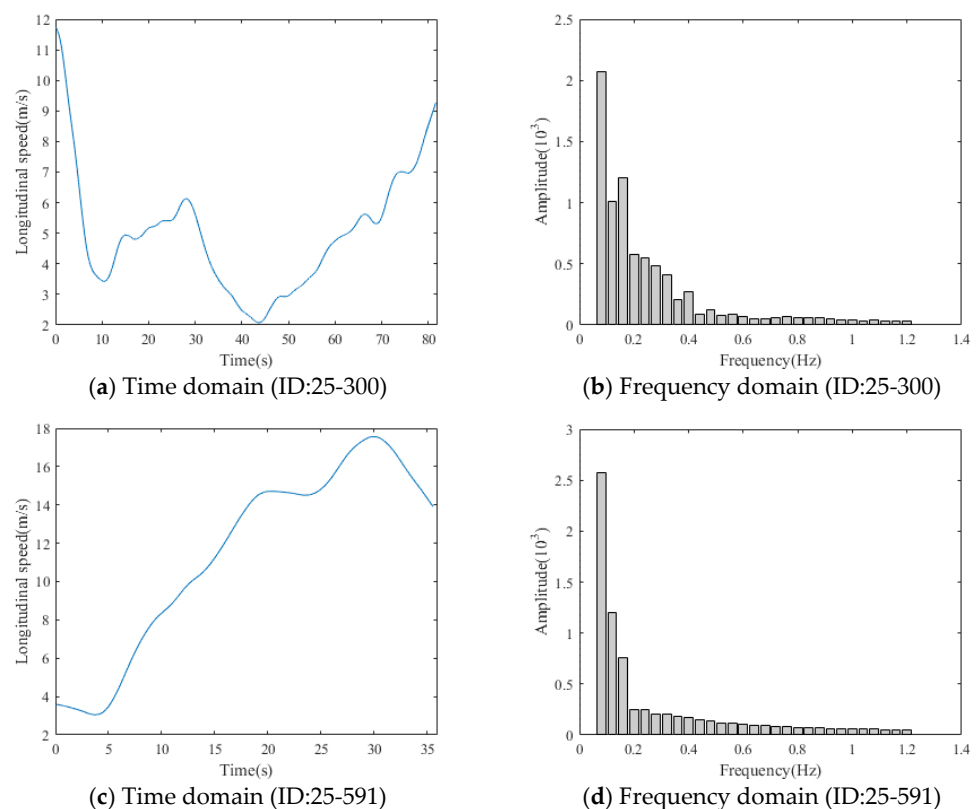 12
11
10
9
8
7
6
5
4
3
2
Longitudinal speed(m/s)
0 10 20 30 40 50 60 70 80
Time(s)
(a) Time domain (ID:25-300)
2.5
2
1.5
1
0.5
0
Amplitude(10³)
0 0.2 0.4 0.6 0.8 1 1.2 1.4
Frequency(Hz)
(b) Frequency domain (ID:25-300)
18
16
14
12
10
8
6
4
2
Longitudinal speed(m/s)
0 5 10 15 20 25 30 35
Time(s)
(c) Time domain (ID:25-591)
3
2.5
2
1.5
1
0.5
0
Amplitude(10³)
0 0.2 0.4 0.6 0.8 1 1.2 1.4
Frequency(Hz)
(d) Frequency domain (ID:25-591)